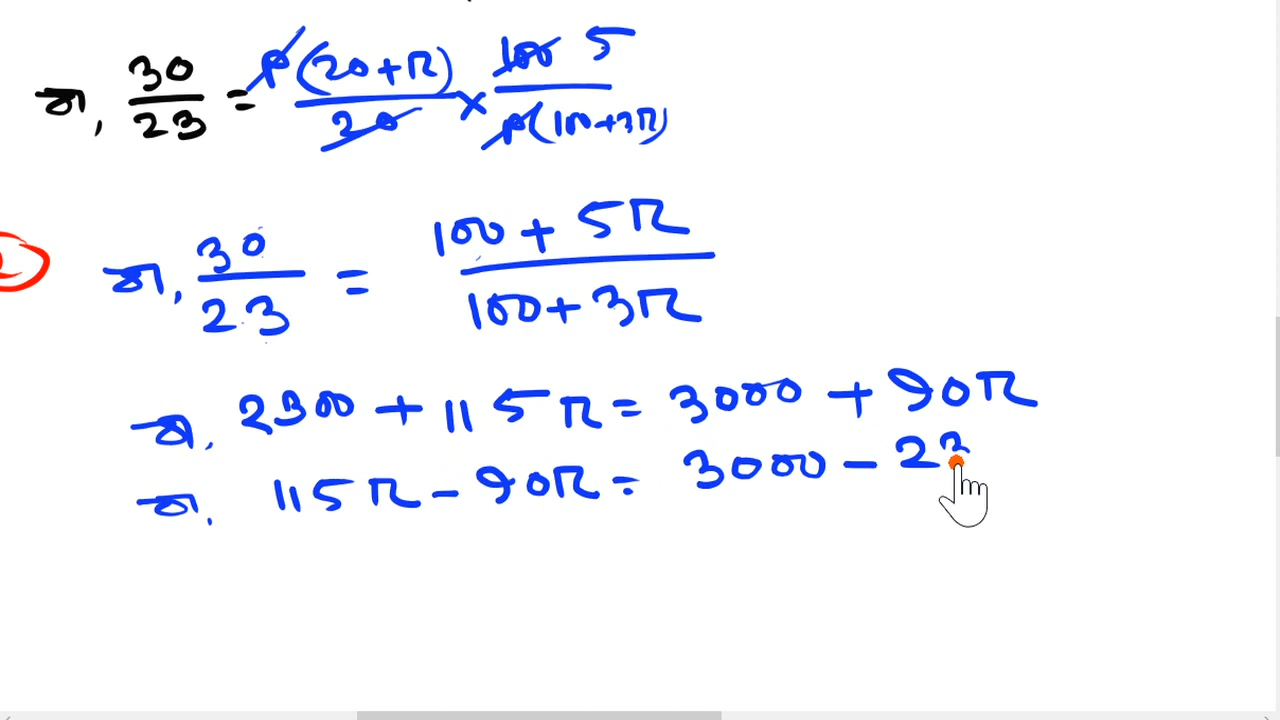 বা, 30/23 = P(20+R)/20 × 100 5/P(100+3R)
বা, 30/23 = 100 + 5R/100 + 3R
বা, 2300 + 115R = 3000 + 90R
বা, 115R - 90R = 3000 - 23